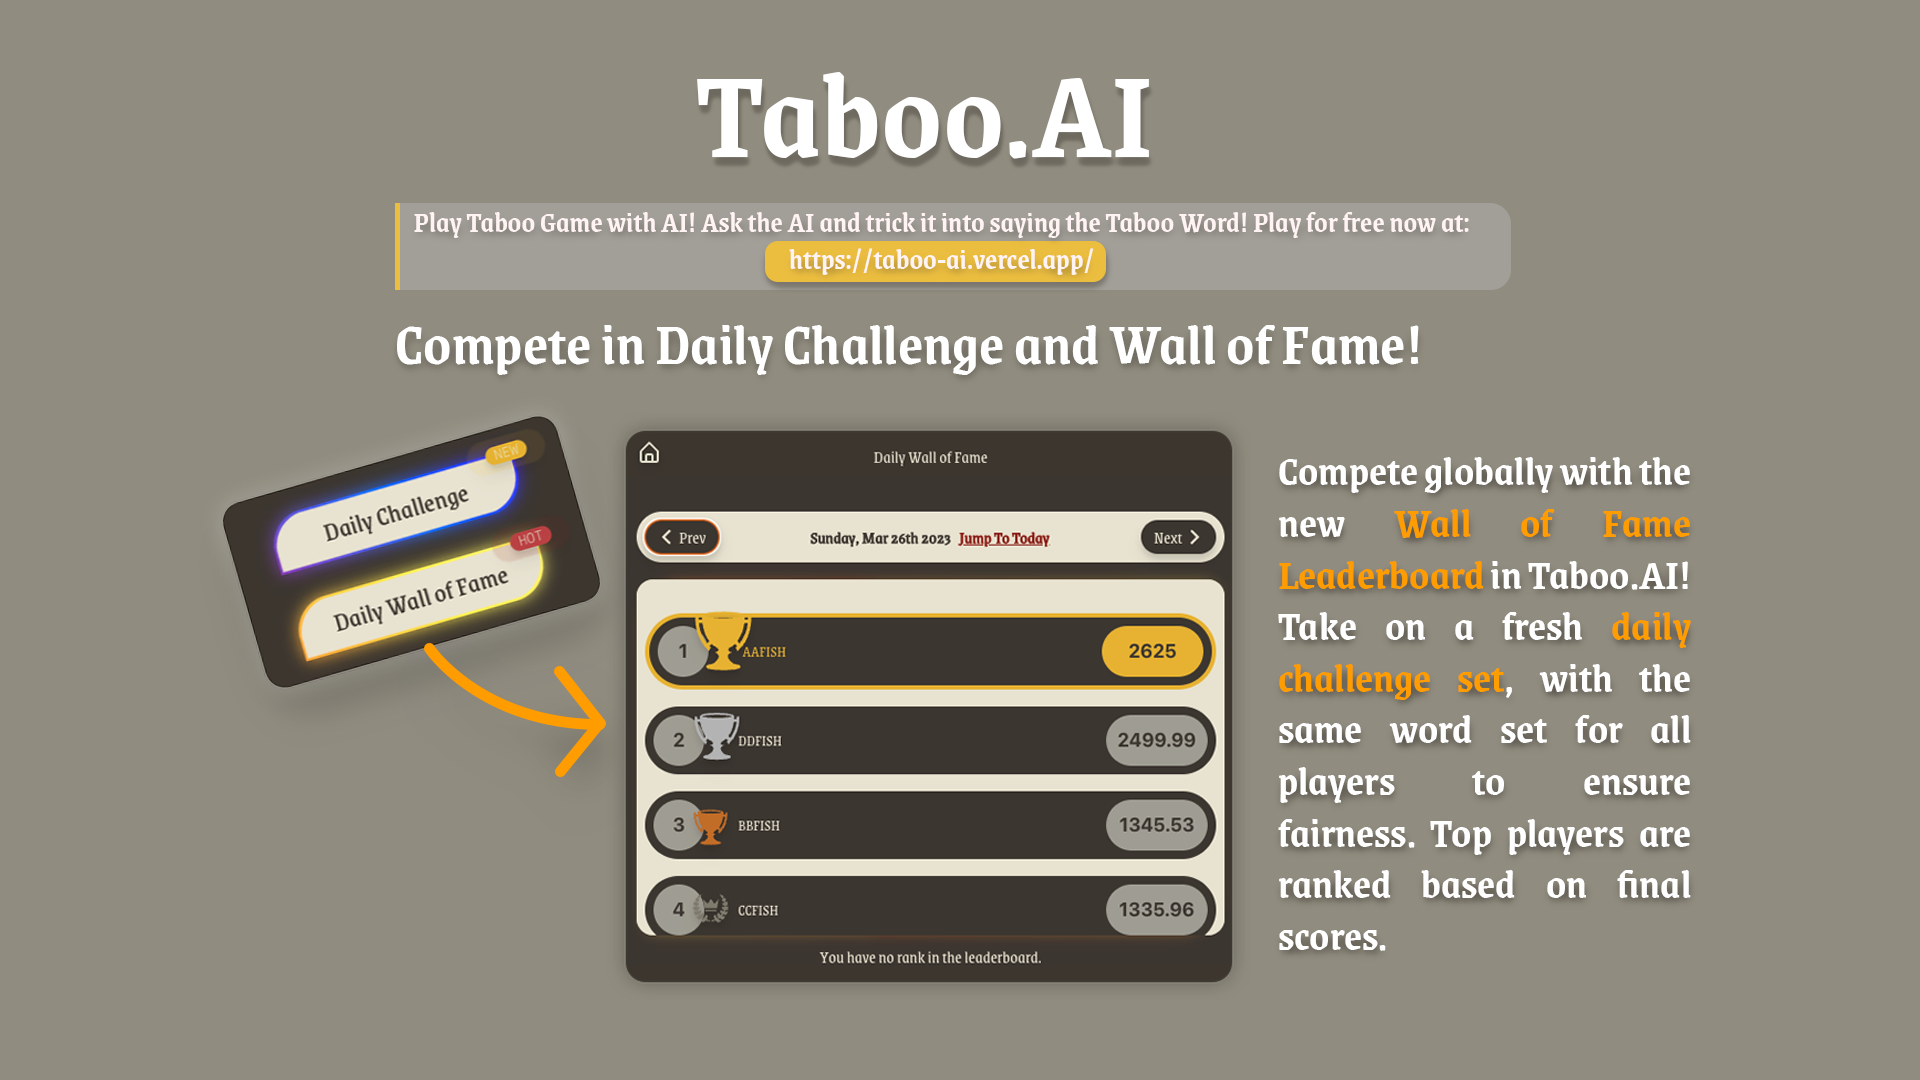 Taboo.AI
Play Taboo Game with AI! Ask the AI and trick it into saying the Taboo Word! Play for free now at:
https://taboo-ai.vercel.app/
Compete in Daily Challenge and Wall of Fame!
NEW
Daily Challenge
HOT
Daily Wall of Fame
Daily Wall of Fame
Prev
Sunday, Mar 26th 2023 Jump To Today
Next
1 AAFISH 2625
2 DDFISH 2499.99
3 BBFISH 1345.53
4 CCFISH 1335.96
You have no rank in the leaderboard.
Compete globally with the
new Wall of Fame
Leaderboard in Taboo.AI!
Take on a fresh daily
challenge set, with the
same word set for all
players to ensure
fairness. Top players are
ranked based on final
scores.